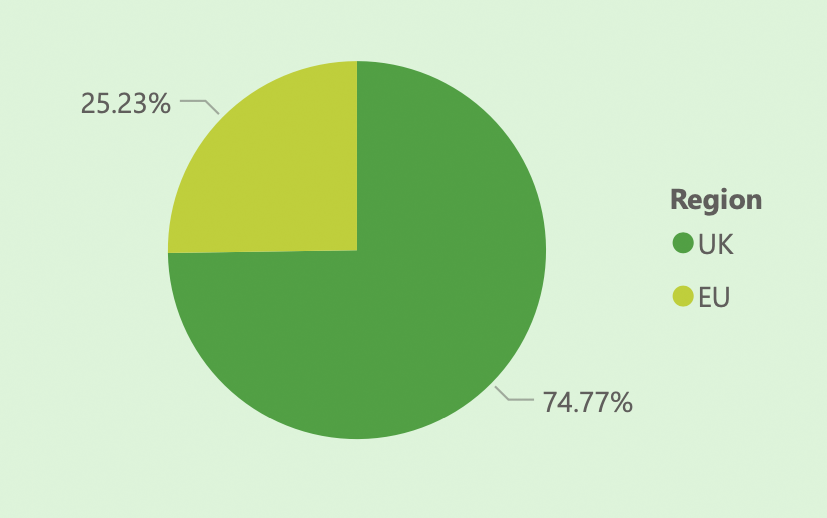 25.23%
Region
UK
EU
74.77%